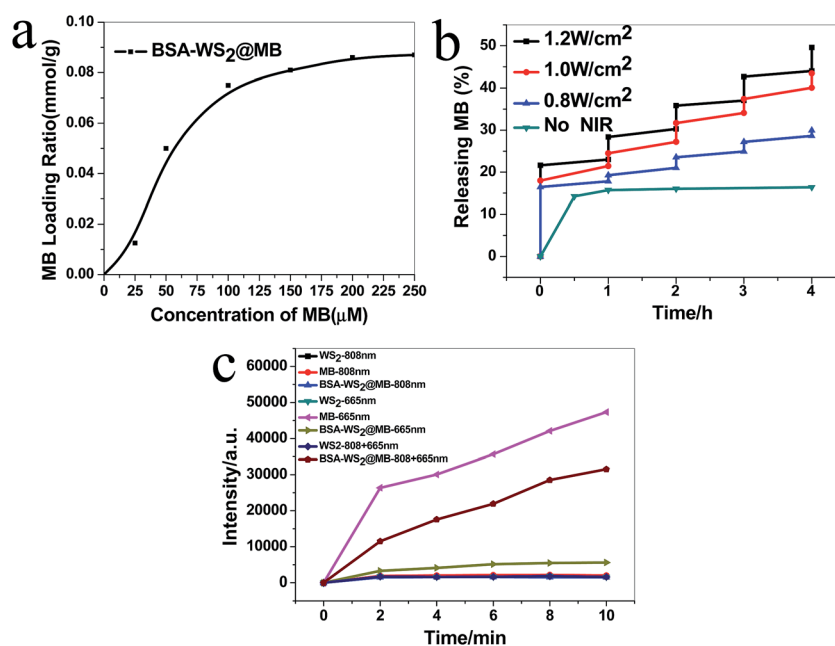 a
BSA-WS2@MB
MB Loading Ratio(mmol/g)
0.10
0.08
0.06
0.04
0.02
0.00
0 25 50 75 100 125 150 175 200 225 250
Concentration of MB(μM)
b
1.2W/cm2
1.0W/cm2
0.8W/cm2
No NIR
Releasing MB (%)
50
40
30
20
10
0
0 1 2 3 4
Time/h
c
WS2-808nm
MB-808nm
BSA-WS2@MB-808nm
WS2-665nm
MB-665nm
BSA-WS2@MB-665nm
WS2-808+665nm
BSA-WS2@MB-808+665nm
Intensity/a.u.
60000
50000
40000
30000
20000
10000
0
0 2 4 6 8 10
Time/min